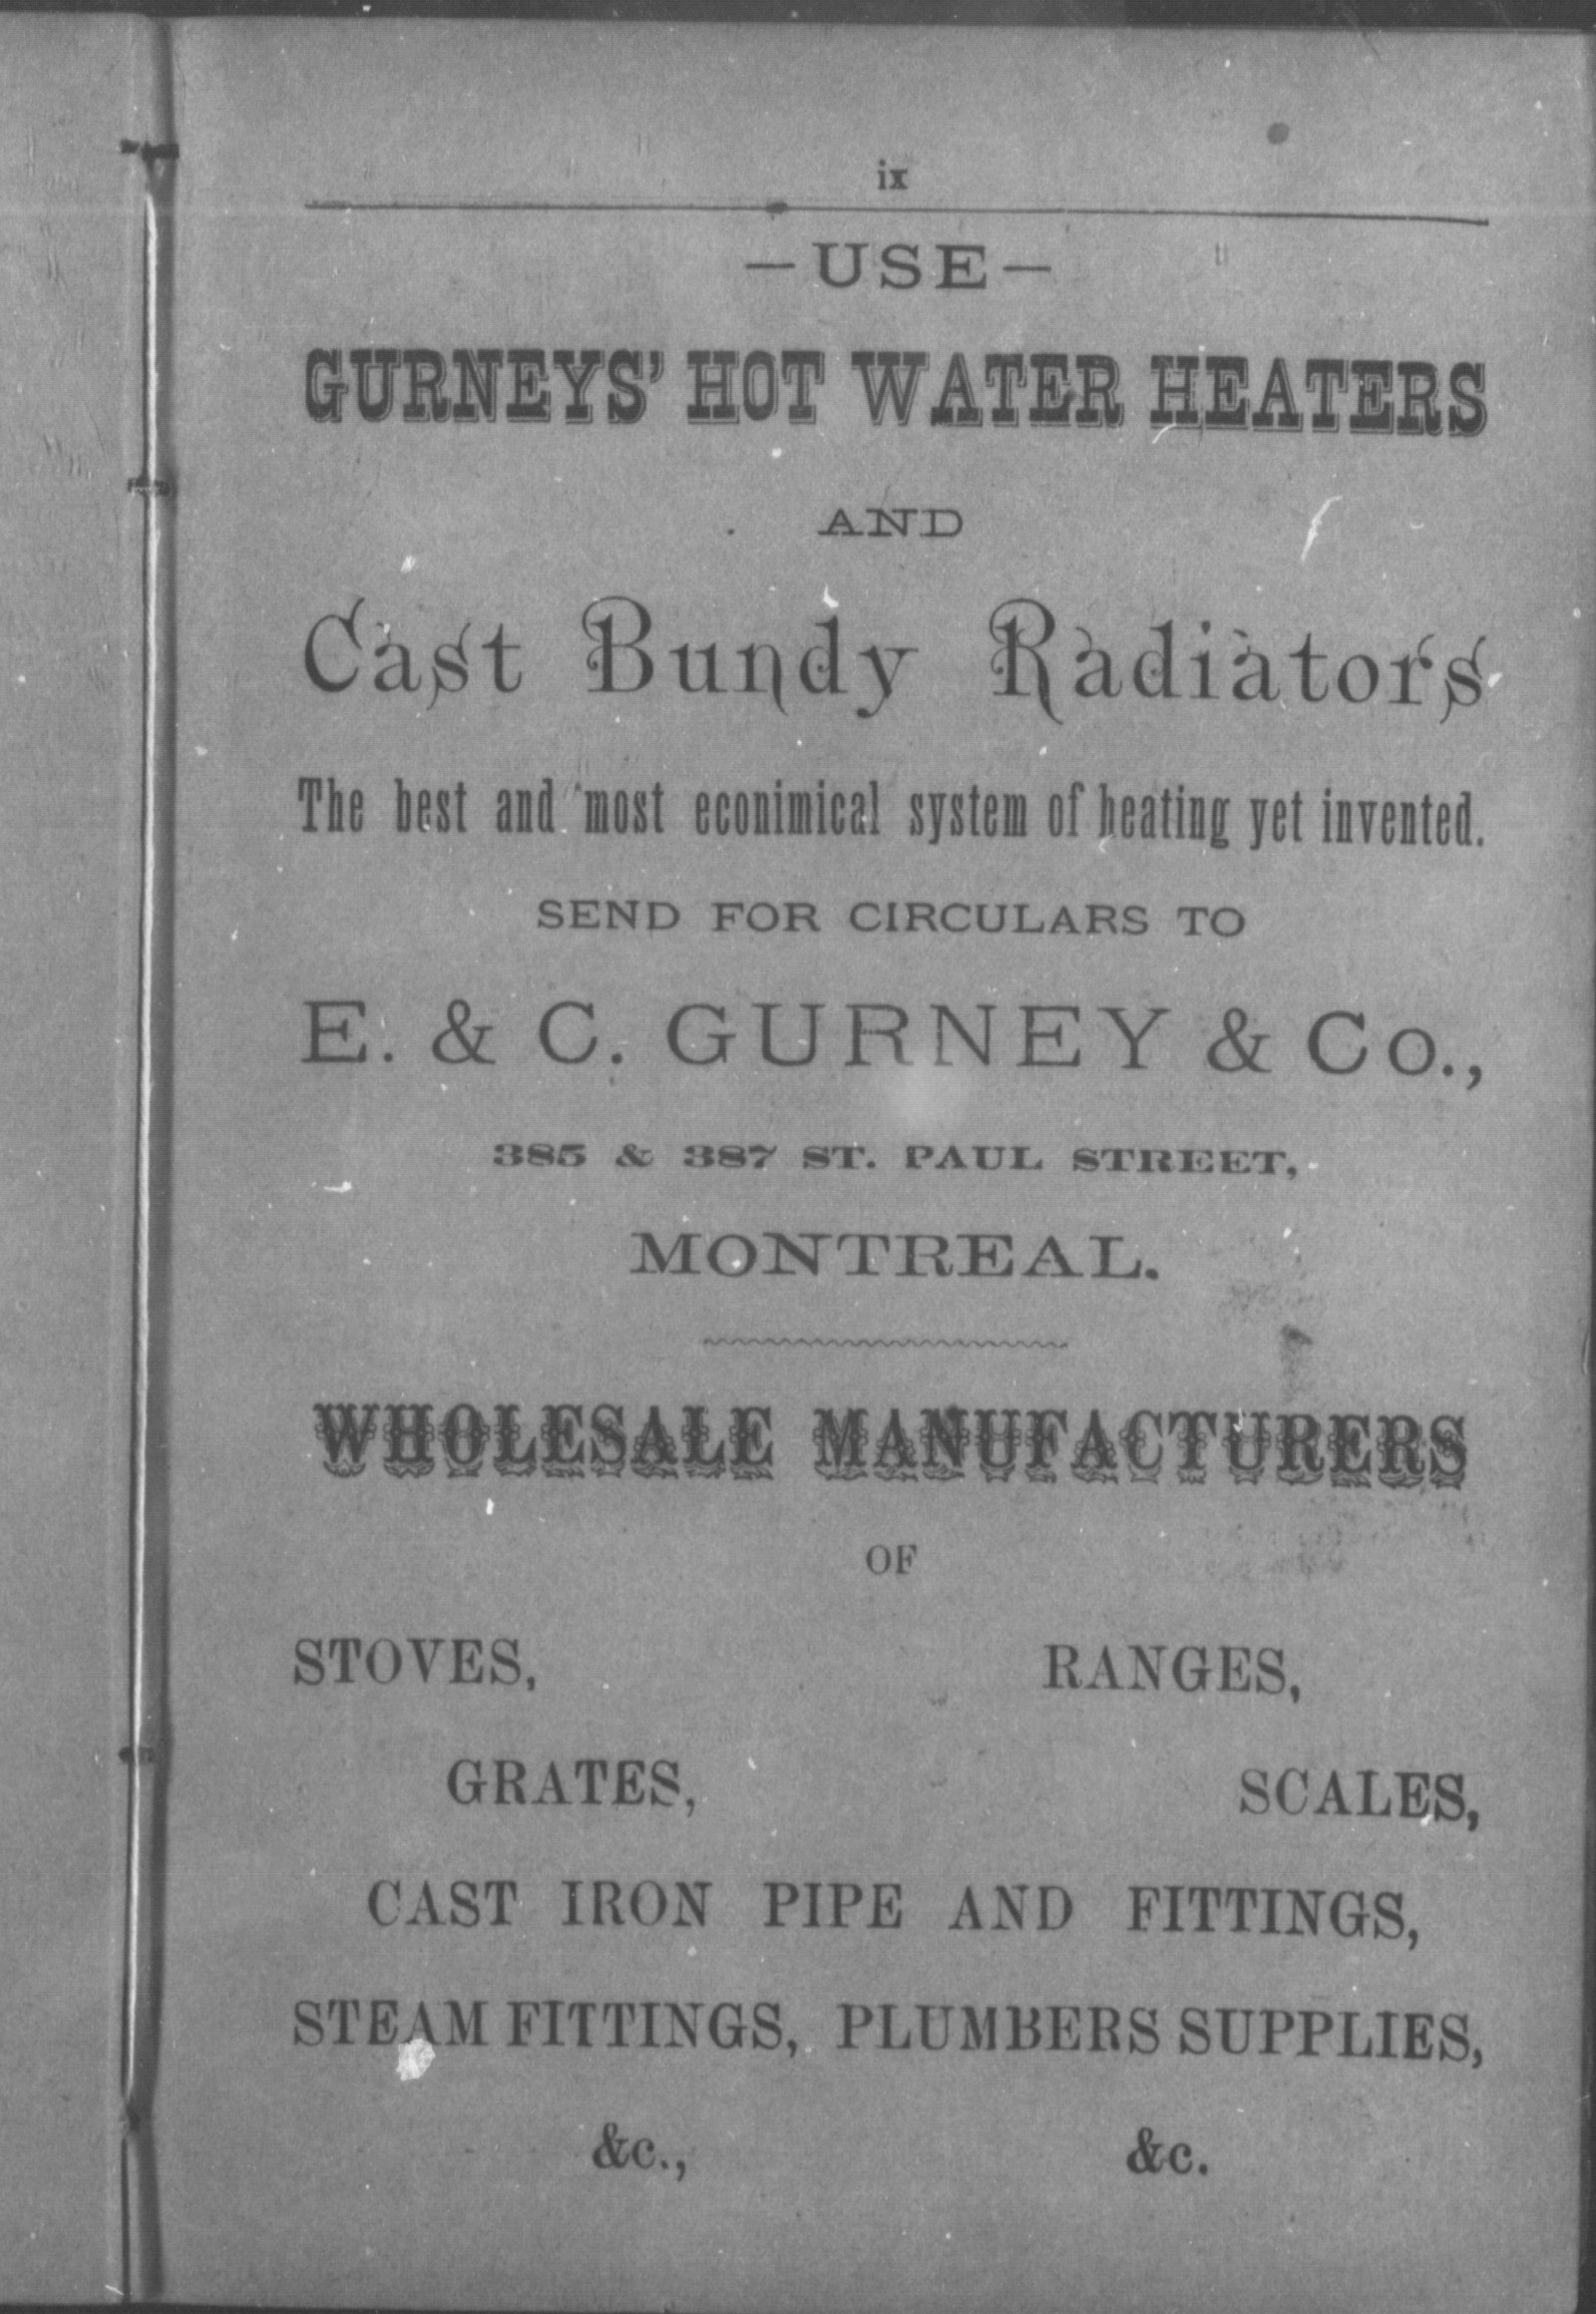 ix
—USE—
GURNEYS' HOT WATER HEATERS
AND
Cast Bundy Radiators
The best and most econimical system of heating yet invented.
SEND FOR CIRCULARS TO
E. & C. GURNEY & Co.,
385 & 387 ST. PAUL STREET,
MONTREAL.
WHOLESALE MANUFACTURERS
OF
STOVES, RANGES,
GRATES, SCALES,
CAST IRON PIPE AND FITTINGS,
STEAM FITTINGS, PLUMBERS SUPPLIES,
&c., &c.